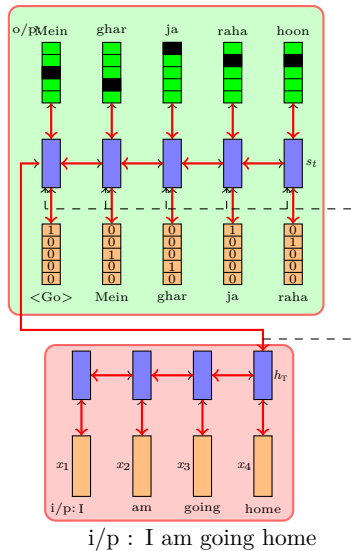 o/p: Mein ghar ja raha hoon
s_t
1 0 0 1 0
0 0 0 0 1
0 1 0 0 0
0 0 1 0 0
0 0 0 0 0
<Go> Mein ghar ja raha
h_T
x_1 x_2 x_3 x_4
i/p: I am going home
i/p : I am going home